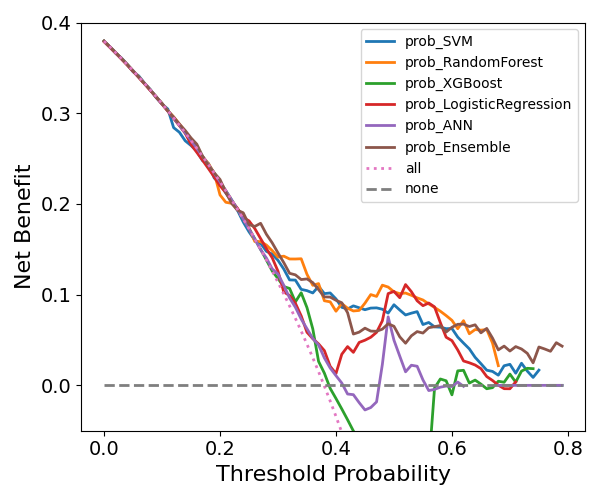 0.4
0.3
0.2
0.1
0.0
Net Benefit
prob_SVM
prob_RandomForest
prob_XGBoost
prob_LogisticRegression
prob_ANN
prob_Ensemble
all
none
0.0 0.2 0.4 0.6 0.8
Threshold Probability